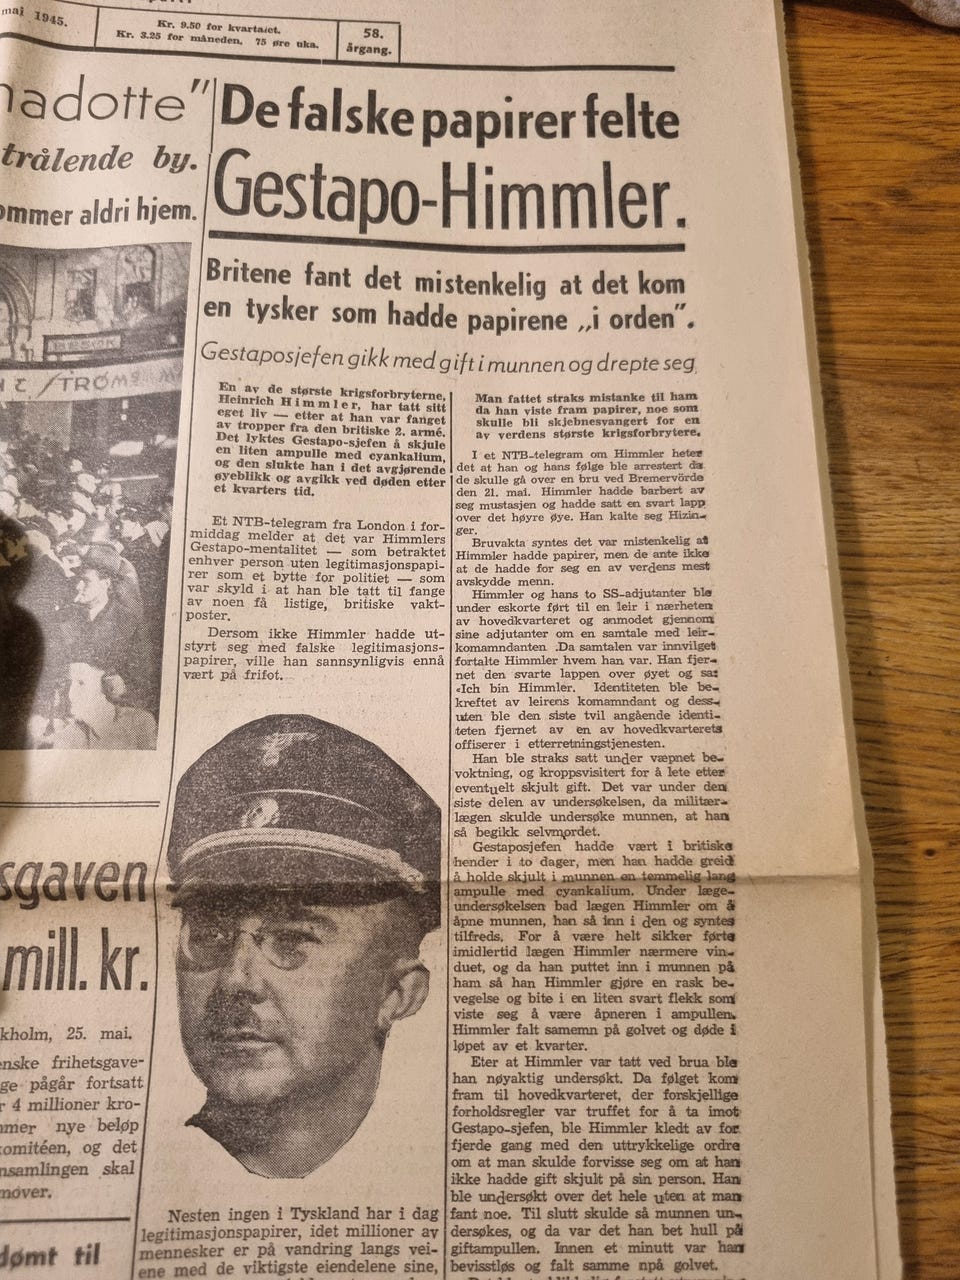 mai 1945.
Kr. 9.50 for kvartalet.
Kr. 3.25 for måneden. 75 øre uka.
58.
årgang.
nadotte”
trålende by.
ommer aldri hjem.
BESØK
STRØMS
sgaven
mill. kr.
kholm, 25. mai.
nske frihetsgave-
ge pågår fortsatt
r 4 millioner kro-
mmer nye beløp
komitéen, og det
nsamlingen skal
mover.
dømt til
De falske papirer felte
Gestapo-Himmler.
Britene fant det mistenkelig at det kom
en tysker som hadde papirene „i orden”.
Gestaposjefen gikk med gift i munnen og drepte seg
En av de største krigsforbryterne,
Heinrich Himmler, har tatt sitt
eget liv — etter at han var fanget
av tropper fra den britiske 2. armé.
Det lyktes Gestapo-sjefen å skjule
en liten ampulle med cyankalium,
og den slukte han i det avgjørende
øyeblikk og avgikk ved døden etter
et kvarters tid.
Et NTB-telegram fra London i for-
middag melder at det var Himmlers
Gestapo-mentalitet — som betraktet
enhver person uten legitimasjonspapi-
rer som et bytte for politiet — som
var skyld i at han ble tatt til fange
av noen få listige, britiske vakt-
poster.
Dersom ikke Himmler hadde ut-
styrt seg med falske legitimasjons-
papirer, ville han sannsynligvis ennå
vært på frifot.
Nesten ingen i Tyskland har i dag
legitimasjonspapirer, idet millioner av
mennesker er på vandring langs vei-
ene med de viktigste eiendelene sine,
Man fattet straks mistanke til ham
da han viste fram papirer, noe som
skulle bli skjebnesvangert for en
av verdens største krigsforbrytere.
I et NTB-telegram om Himmler heter
det at han og hans følge ble arrestert da
de skulle gå over en bru ved Bremervörde
den 21. mai. Himmler hadde barbert av
seg mustasjen og hadde satt en svart lapp
over det høyre øye. Han kalte seg Hizin-
ger.
Bruvakta syntes det var mistenkelig at
Himmler hadde papirer, men de ante ikke
at de hadde for seg en av verdens mest
avskydde menn.
Himmler og hans to SS-adjutanter ble
under eskorte ført til en leir i nærheten
av hovedkvarteret og anmodet gjennom
sine adjutanter om en samtale med leir-
komamndanten .Da samtalen var innvilget
fortalte Himmler hvem han var. Han fjer-
net den svarte lappen over øyet og sa:
«Ich bin Himmler. Identiteten ble be-
kreftet av leirens komamndant og dess-
uten ble den siste tvil angående identi-
teten fjernet av en av hovedkvarterets
offiserer i etterretningstjenesten.
Han ble straks satt under væpnet be-
voktning, og kroppsvisitert for å lete etter
eventuelt skjult gift. Det var under den
siste delen av undersøkelsen, da militær-
lægen skulde undersøke munnen, at han
så begikk selvmordet.
Gestaposjefen hadde vært i britiske
hender i to dager, men han hadde greid
å holde skjult i munnen en temmelig lang
ampulle med cyankalium. Under læge-
undersøkelsen bad lægen Himmler om å
åpne munnen, han så inn i den og syntes
tilfreds. For å være helt sikker førte
imidlertid lægen Himmler nærmere vin-
duet, og da han puttet inn i munnen på
ham så han Himmler gjøre en rask be-
vegelse og bite i en liten svart flekk som
viste seg å være åpneren i ampullen.
Himmler falt samemn på golvet og døde i
løpet av et kvarter.
Eter at Himmler var tatt ved brua ble
han nøyaktig undersøkt. Da følget kom
fram til hovedkvarteret, der forskjellige
forholdsregler var truffet for å ta imot
Gestapo-sjefen, ble Himmler kledt av for
fjerde gang med den uttrykkelige ordre
om at man skulde forvisse seg om at han
ikke hadde gift skjult på sin person. Han
ble undersøkt over det hele uten at man
fant noe. Til slutt skulde så munnen un-
dersøkes, og da var det han bet hull på
giftampullen. Innen et minutt var han
bevisstløs og falt samme npå golvet.